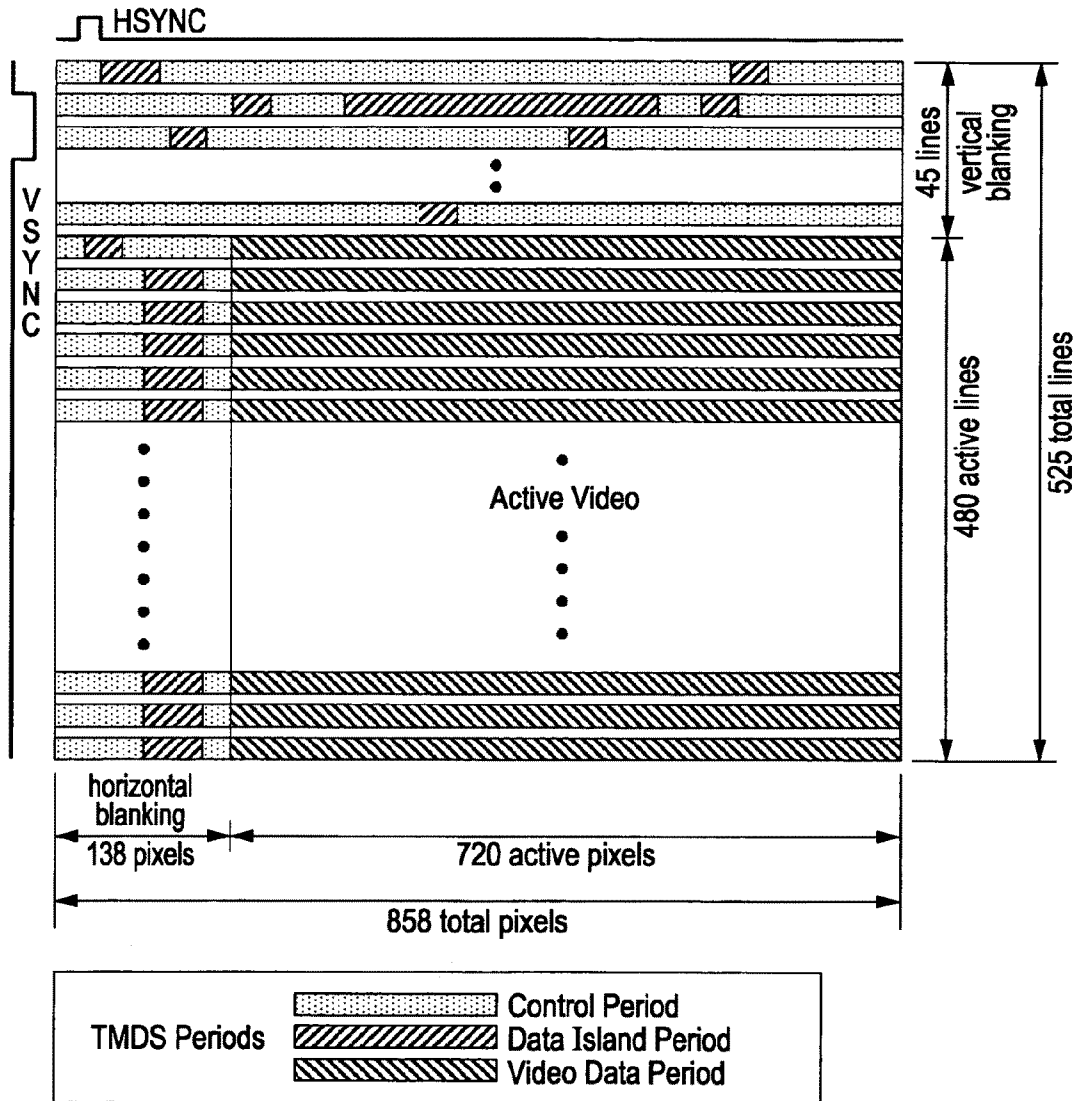 HSYNC
VSYNC
45 lines
vertical
blanking
480 active lines
525 total lines
Active Video
horizontal
blanking
138 pixels
720 active pixels
858 total pixels
TMDS Periods
Control Period
Data Island Period
Video Data Period